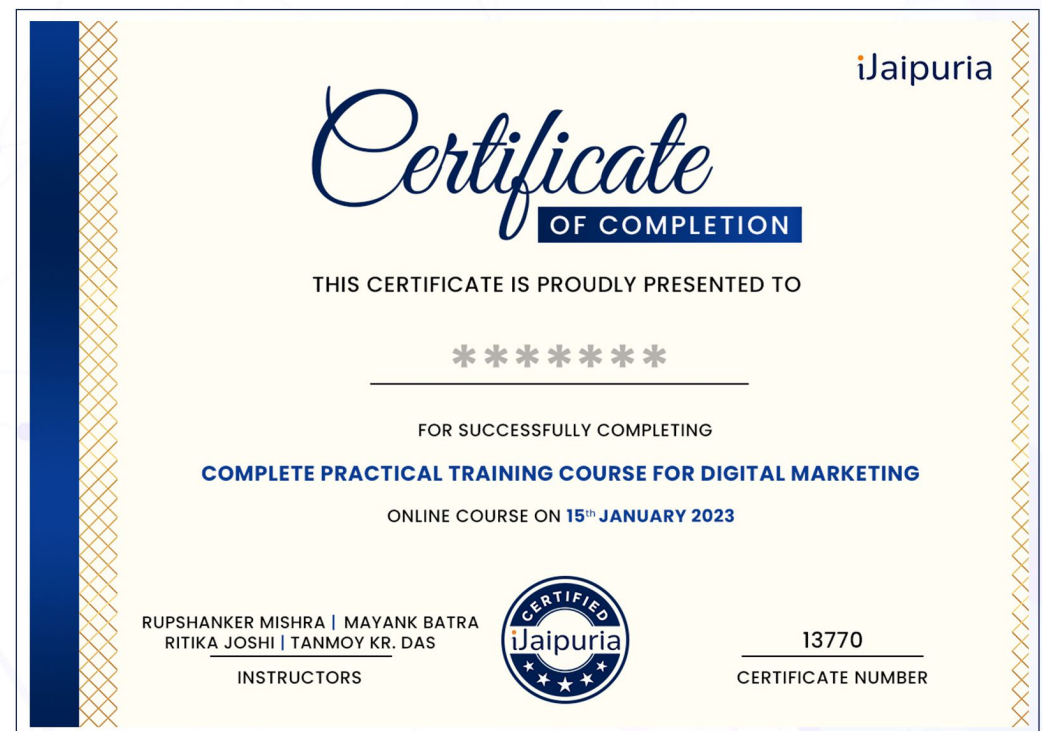 iJaipuria
Certificate
OF COMPLETION
THIS CERTIFICATE IS PROUDLY PRESENTED TO
*******
FOR SUCCESSFULLY COMPLETING
COMPLETE PRACTICAL TRAINING COURSE FOR DIGITAL MARKETING
ONLINE COURSE ON 15th JANUARY 2023
RUPSHANKER MISHRA | MAYANK BATRA
RITIKA JOSHI | TANMOY KR. DAS
INSTRUCTORS
CERTIFIED
iJaipuria
13770
CERTIFICATE NUMBER